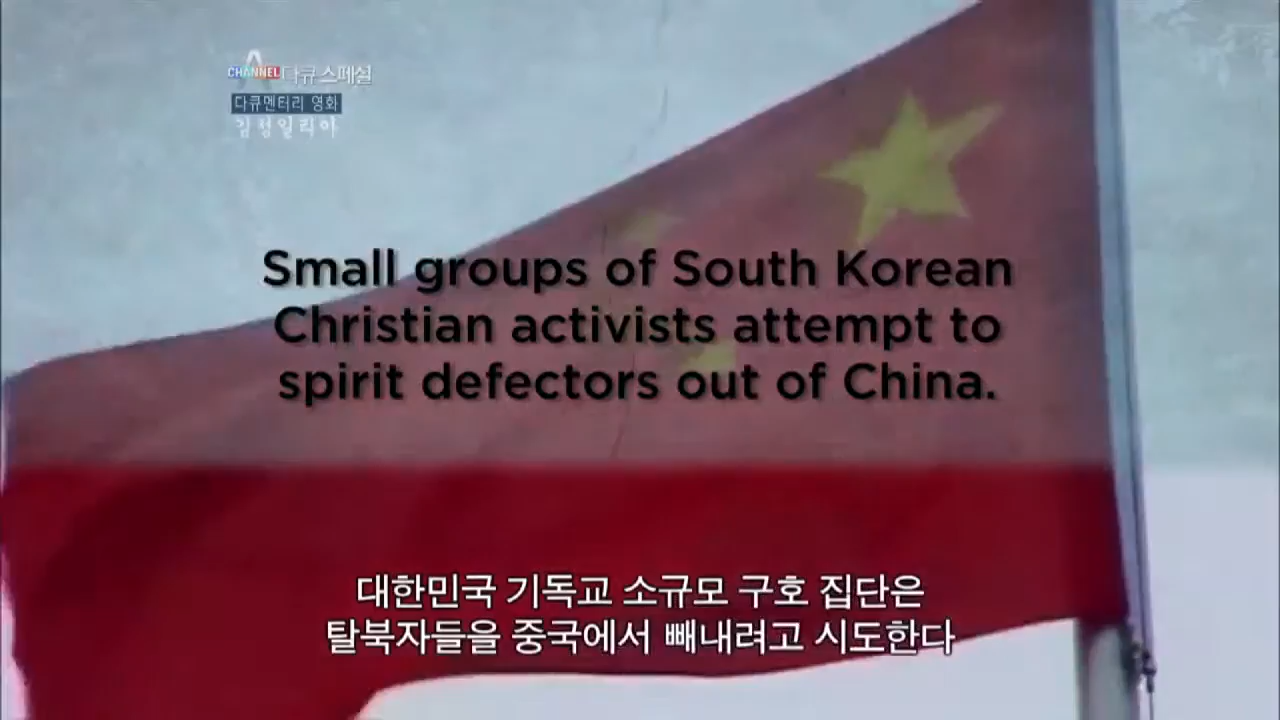 CHANNEL 다큐 스페셜
다큐멘터리 영화
김정일리아
Small groups of South Korean
Christian activists attempt to
spirit defectors out of China.
대한민국 기독교 소규모 구호 집단은
탈북자들을 중국에서 빼내려고 시도한다